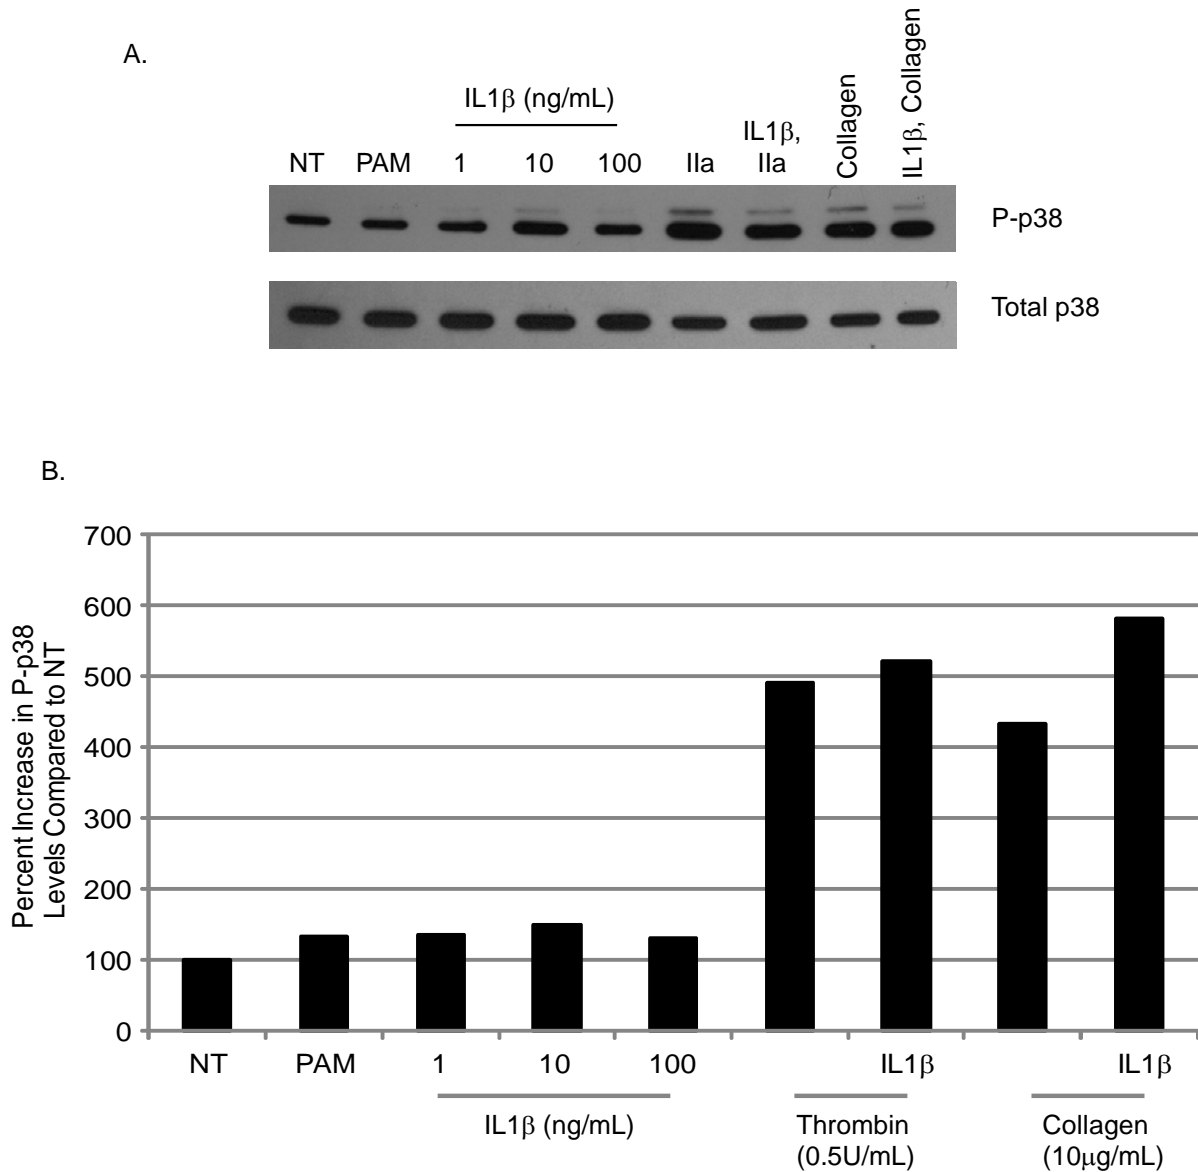 A.
IL1β (ng/mL)
NT PAM 1 10 100 IIa IL1β, IIa Collagen IL1β, Collagen
P-p38
Total p38
B.
Percent Increase in P-p38
Levels Compared to NT
700
600
500
400
300
200
100
0
NT PAM 1 10 100 IL1β IL1β
IL1β (ng/mL)
Thrombin
(0.5U/mL)
Collagen
(10μg/mL)